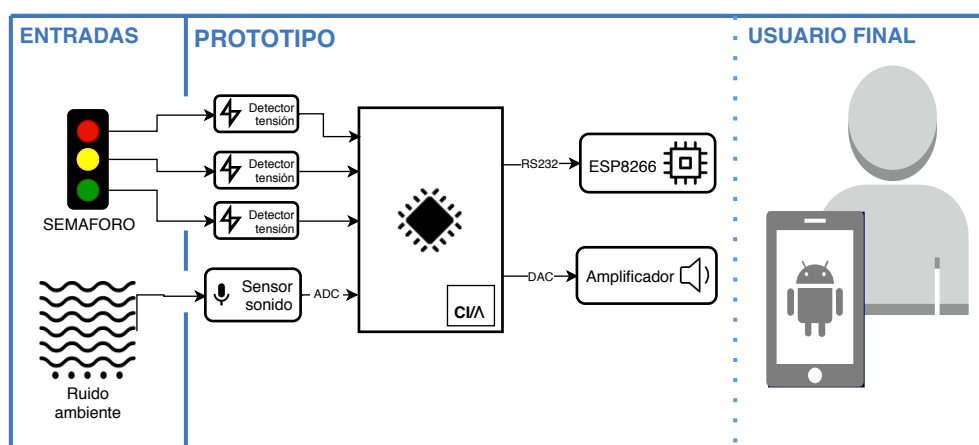 ENTRADAS
PROTOTIPO
USUARIO FINAL
SEMAFORO
Detector
tensión
Detector
tensión
Detector
tensión
Sensor
sonido
ADC
CI/Λ
RS232
ESP8266
DAC
Amplificador
Ruido
ambiente